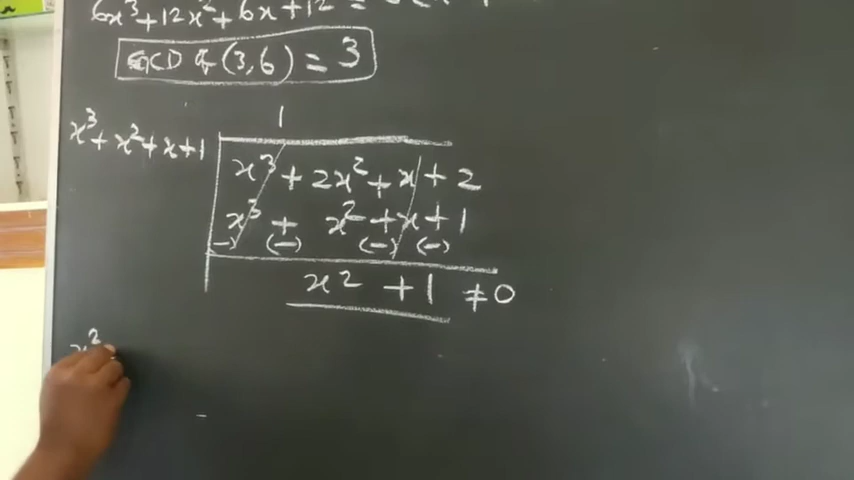 6x³+12x²+6x+12 =
GCD of (3,6) = 3
1
x³+x²+x+1
x³+2x²+x+2
x³+x²+x+1
(-) (-) (-) (-)
x²+1 ≠0
x²